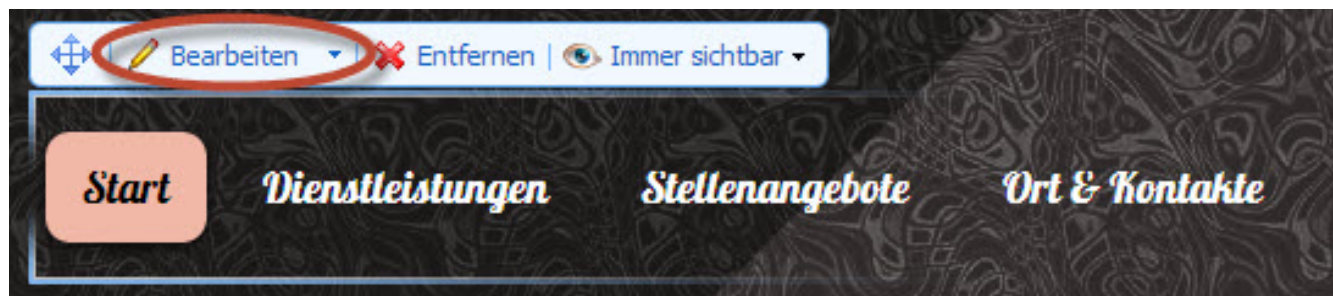 Bearbeiten | Entfernen | Immer sichtbar
Start Dienstleistungen Stellenangebote Ort & Kontakte